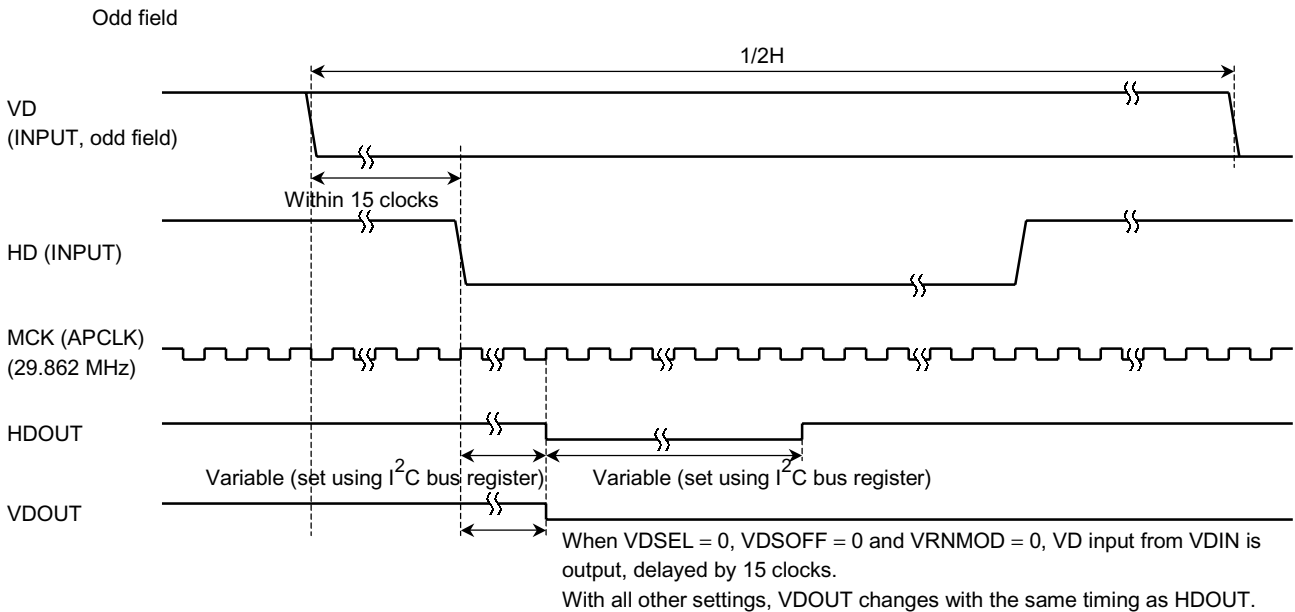 Odd field
1/2H
VD
(INPUT, odd field)
Within 15 clocks
HD (INPUT)
MCK (APCLK)
(29.862 MHz)
HDOUT
Variable (set using I²C bus register)
Variable (set using I²C bus register)
VDOUT
When VDSEL = 0, VDSOFF = 0 and VRNMOD = 0, VD input from VDIN is
output, delayed by 15 clocks.
With all other settings, VDOUT changes with the same timing as HDOUT.